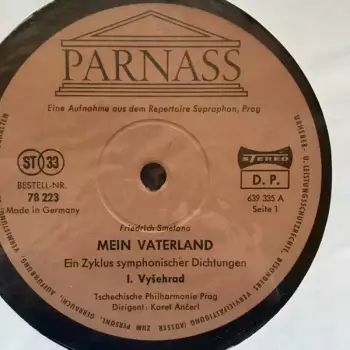 PARNASS
Eine Aufnahme aus dem Repertoire Supraphon, Prag
ST 33
STEREO
BESTELL-NR.
78 223
Made in Germany
D. P.
639 335 A
Seite 1
Friedrich Smetana
MEIN VATERLAND
Ein Zyklus symphonischer Dichtungen
I. Vyšehrad
Tschechische Philharmonie Prag
Dirigent: Karel Ančerl